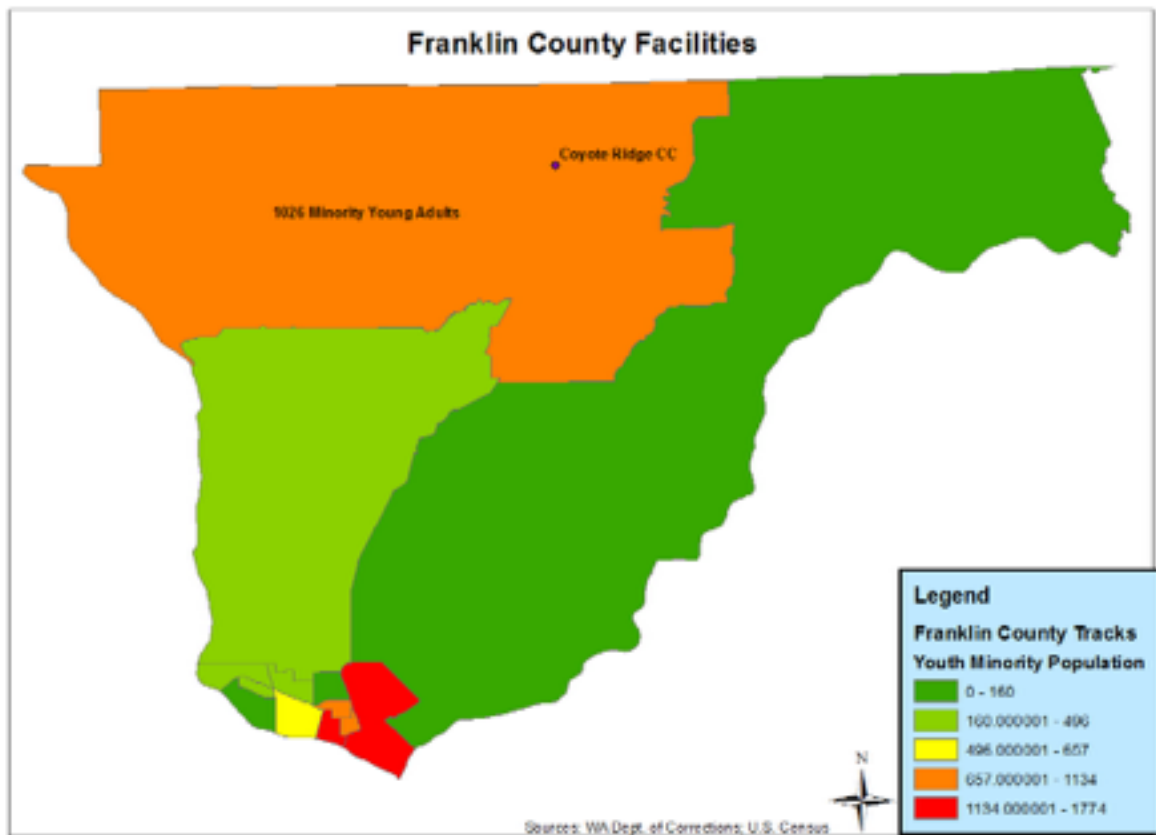 Franklin County Facilities
Coyote Ridge CC
1026 Minority Young Adults
Legend
Franklin County Tracks
Youth Minority Population
0 - 160
160.000001 - 496
496.000001 - 657
657.000001 - 1134
1134.000001 - 1774
N
Sources: WA Dept. of Corrections; U.S. Census